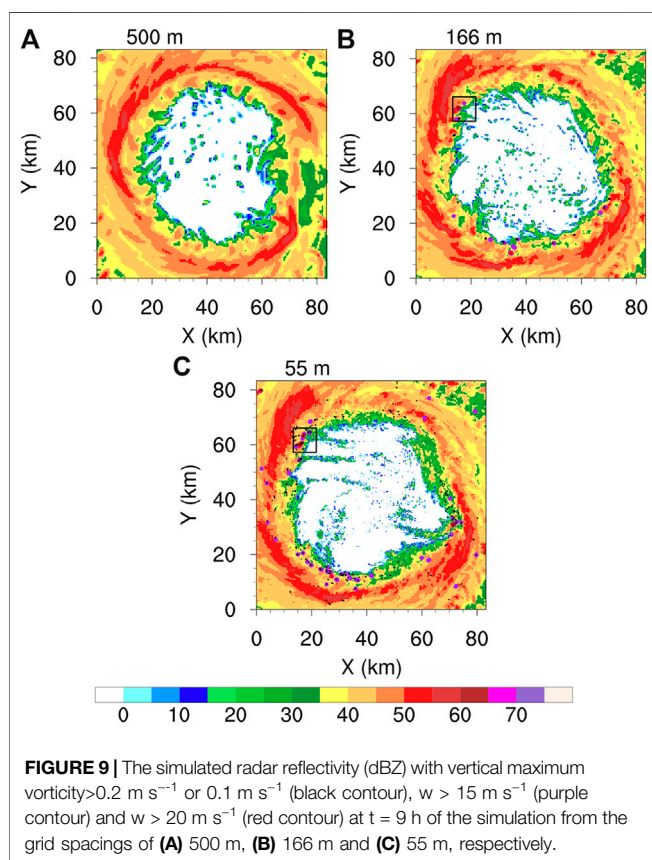 A 500 m
80
60
40
20
0
Y (km)
0 20 40 60 80
X (km)
B 166 m
80
60
40
20
0
Y (km)
0 20 40 60 80
X (km)
C 55 m
80
60
40
20
0
Y (km)
0 20 40 60 80
X (km)
0 10 20 30 40 50 60 70
FIGURE 9 | The simulated radar reflectivity (dBZ) with vertical maximum
vorticity>0.2 m s−-1 or 0.1 m s−1 (black contour), w > 15 m s−1 (purple
contour) and w > 20 m s−1 (red contour) at t = 9 h of the simulation from the
grid spacings of (A) 500 m, (B) 166 m and (C) 55 m, respectively.